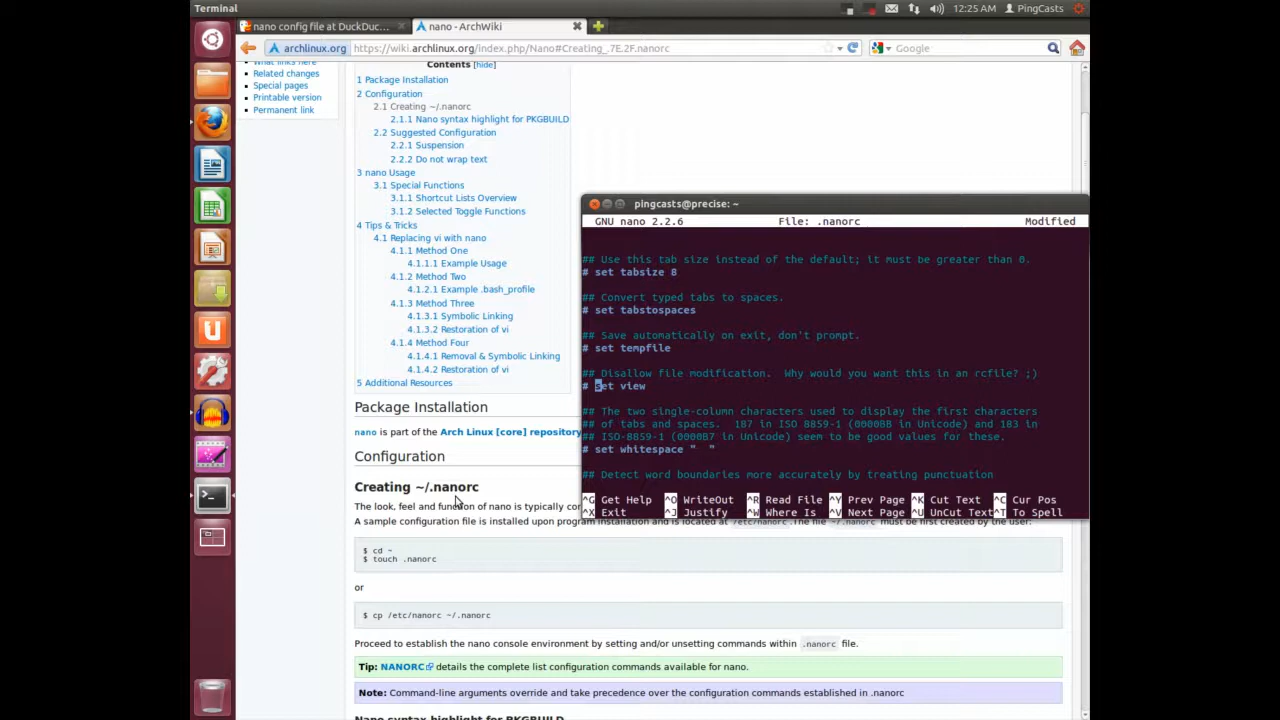 Terminal
12:25 AM
PingCasts
nano config file at DuckDuc...
nano - ArchWiki
archlinux.org
https://wiki.archlinux.org/index.php/Nano#Creating_.7E.2F.nanorc
Google
What links here
Related changes
Special pages
Printable version
Permanent link
Contents [hide]
1 Package Installation
2 Configuration
2.1 Creating ~/.nanorc
2.1.1 Nano syntax highlight for PKGBUILD
2.2 Suggested Configuration
2.2.1 Suspension
2.2.2 Do not wrap text
3 nano Usage
3.1 Special Functions
3.1.1 Shortcut Lists Overview
3.1.2 Selected Toggle Functions
4 Tips & Tricks
4.1 Replacing vi with nano
4.1.1 Method One
4.1.1.1 Example Usage
4.1.2 Method Two
4.1.2.1 Example .bash_profile
4.1.3 Method Three
4.1.3.1 Symbolic Linking
4.1.3.2 Restoration of vi
4.1.4 Method Four
4.1.4.1 Removal & Symbolic Linking
4.1.4.2 Restoration of vi
5 Additional Resources
Package Installation
nano is part of the Arch Linux [core] repository
Configuration
Creating ~/.nanorc
The look, feel and function of nano is typically cor
A sample configuration file is installed upon program installation and is located at /etc/nanorc.The file ~/.nanorc must be first created by the user:
$ cd ~
$ touch .nanorc
or
$ cp /etc/nanorc ~/.nanorc
Proceed to establish the nano console environment by setting and/or unsetting commands within .nanorc file.
Tip: NANORC details the complete list configuration commands available for nano.
Note: Command-line arguments override and take precedence over the configuration commands established in .nanorc
Nano syntax highlight for PKGBUILD
pingcasts@precise: ~
GNU nano 2.2.6 File: .nanorc Modified
## Use this tab size instead of the default; it must be greater than 0.
# set tabsize 8
## Convert typed tabs to spaces.
# set tabstospaces
## Save automatically on exit, don't prompt.
# set tempfile
## Disallow file modification. Why would you want this in an rcfile? ;)
# set view
## The two single-column characters used to display the first characters
## of tabs and spaces. 187 in ISO 8859-1 (0000BB in Unicode) and 183 in
## ISO-8859-1 (0000B7 in Unicode) seem to be good values for these.
# set whitespace "  "
## Detect word boundaries more accurately by treating punctuation
^G Get Help ^O WriteOut ^R Read File ^Y Prev Page ^K Cut Text ^C Cur Pos
^X Exit ^J Justify ^W Where Is ^V Next Page ^U UnCut Text ^T To Spell